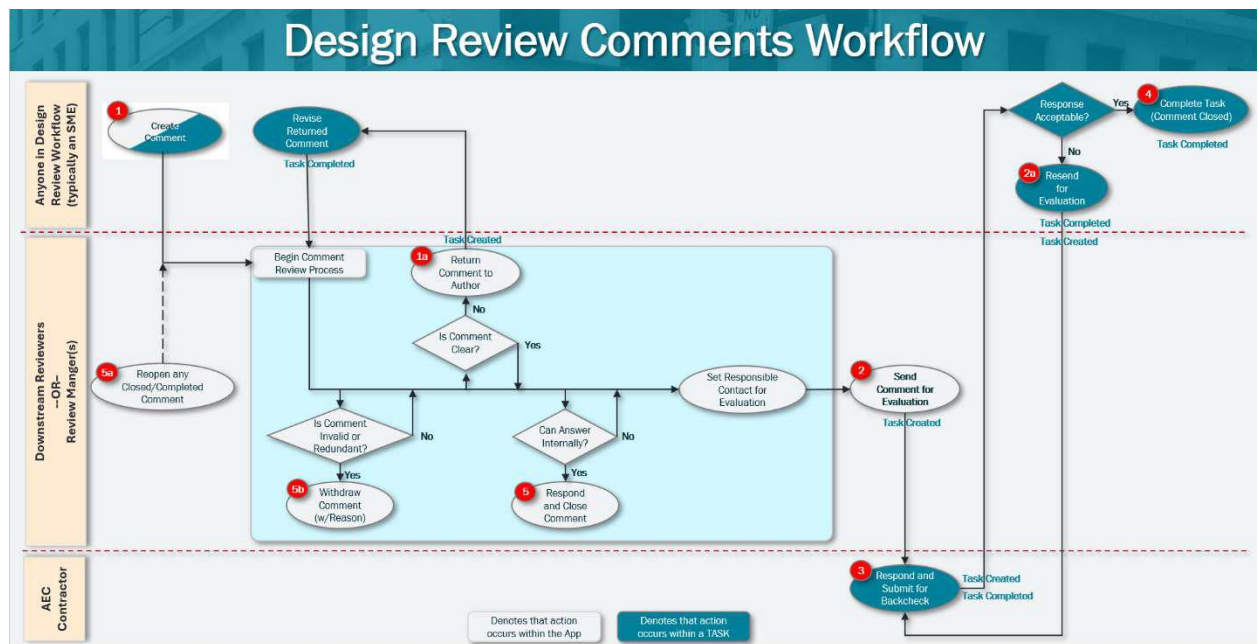 Design Review Comments Workflow
Anyone in Design
Review Workflow
(typically an SME)
1
Create
Comment
Revise
Returned
Comment
Task Completed
Response
Acceptable?
Yes
4
Complete Task
(Comment Closed)
Task Completed
No
2a
Resend
for
Evaluation
Task Completed
Task Created
Downstream Reviewers
--OR--
Review Manger(s)
Begin Comment
Review Process
Task Created
1a
Return
Comment to
Author
No
Is Comment
Clear?
Yes
5a
Reopen any
Closed/Completed
Comment
Set Responsible
Contact for
Evaluation
2
Send
Comment for
Evaluation
Task Created
Is Comment
Invalid or
Redundant?
No
Yes
5b
Withdraw
Comment
(w/Reason)
Can Answer
Internally?
No
Yes
5
Respond
and Close
Comment
AEC
Contractor
3
Respond and
Submit for
Backcheck
Task Created
Task Completed
Denotes that action
occurs within the App
Denotes that action
occurs within a TASK